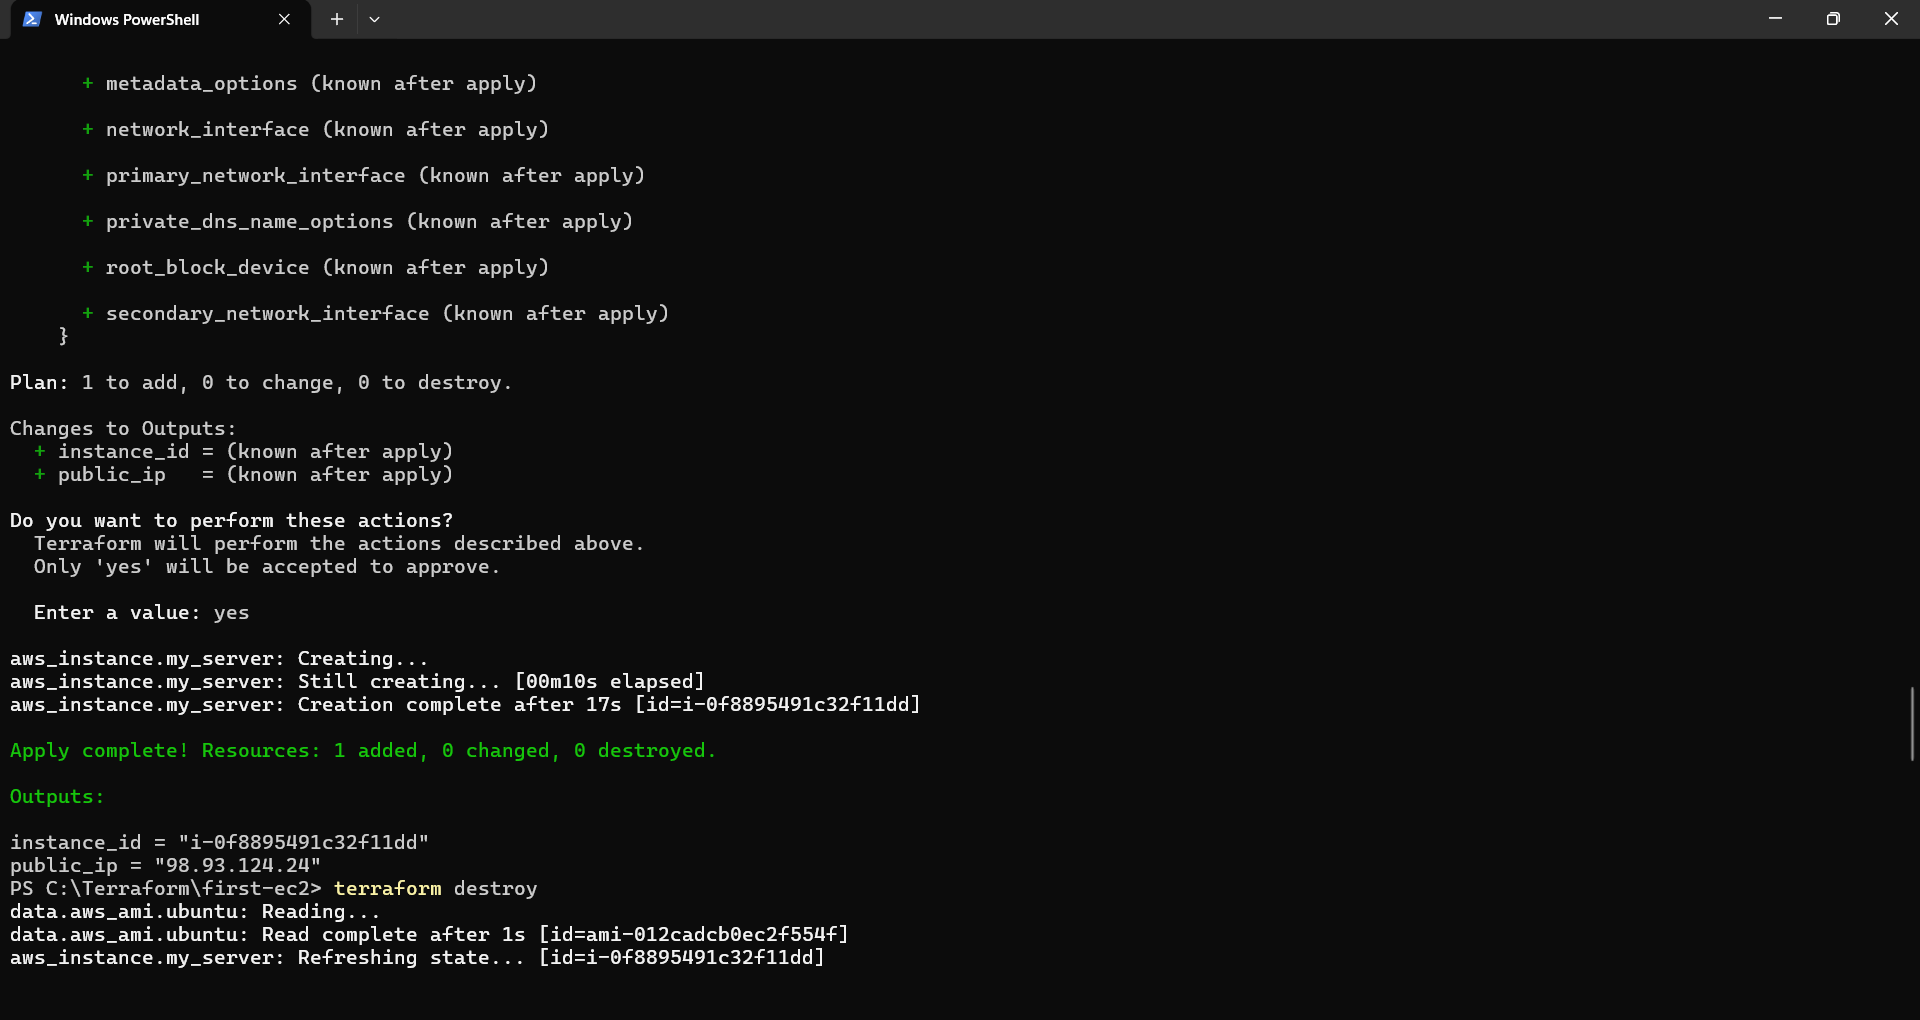 Windows PowerShell
+ metadata_options (known after apply)
+ network_interface (known after apply)
+ primary_network_interface (known after apply)
+ private_dns_name_options (known after apply)
+ root_block_device (known after apply)
+ secondary_network_interface (known after apply)
}
Plan: 1 to add, 0 to change, 0 to destroy.
Changes to Outputs:
+ instance_id = (known after apply)
+ public_ip   = (known after apply)
Do you want to perform these actions?
Terraform will perform the actions described above.
Only 'yes' will be accepted to approve.
Enter a value: yes
aws_instance.my_server: Creating...
aws_instance.my_server: Still creating... [00m10s elapsed]
aws_instance.my_server: Creation complete after 17s [id=i-0f8895491c32f11dd]
Apply complete! Resources: 1 added, 0 changed, 0 destroyed.
Outputs:
instance_id = "i-0f8895491c32f11dd"
public_ip = "98.93.124.24"
PS C:\Terraform\first-ec2> terraform destroy
data.aws_ami.ubuntu: Reading...
data.aws_ami.ubuntu: Read complete after 1s [id=ami-012cadcb0ec2f554f]
aws_instance.my_server: Refreshing state... [id=i-0f8895491c32f11dd]